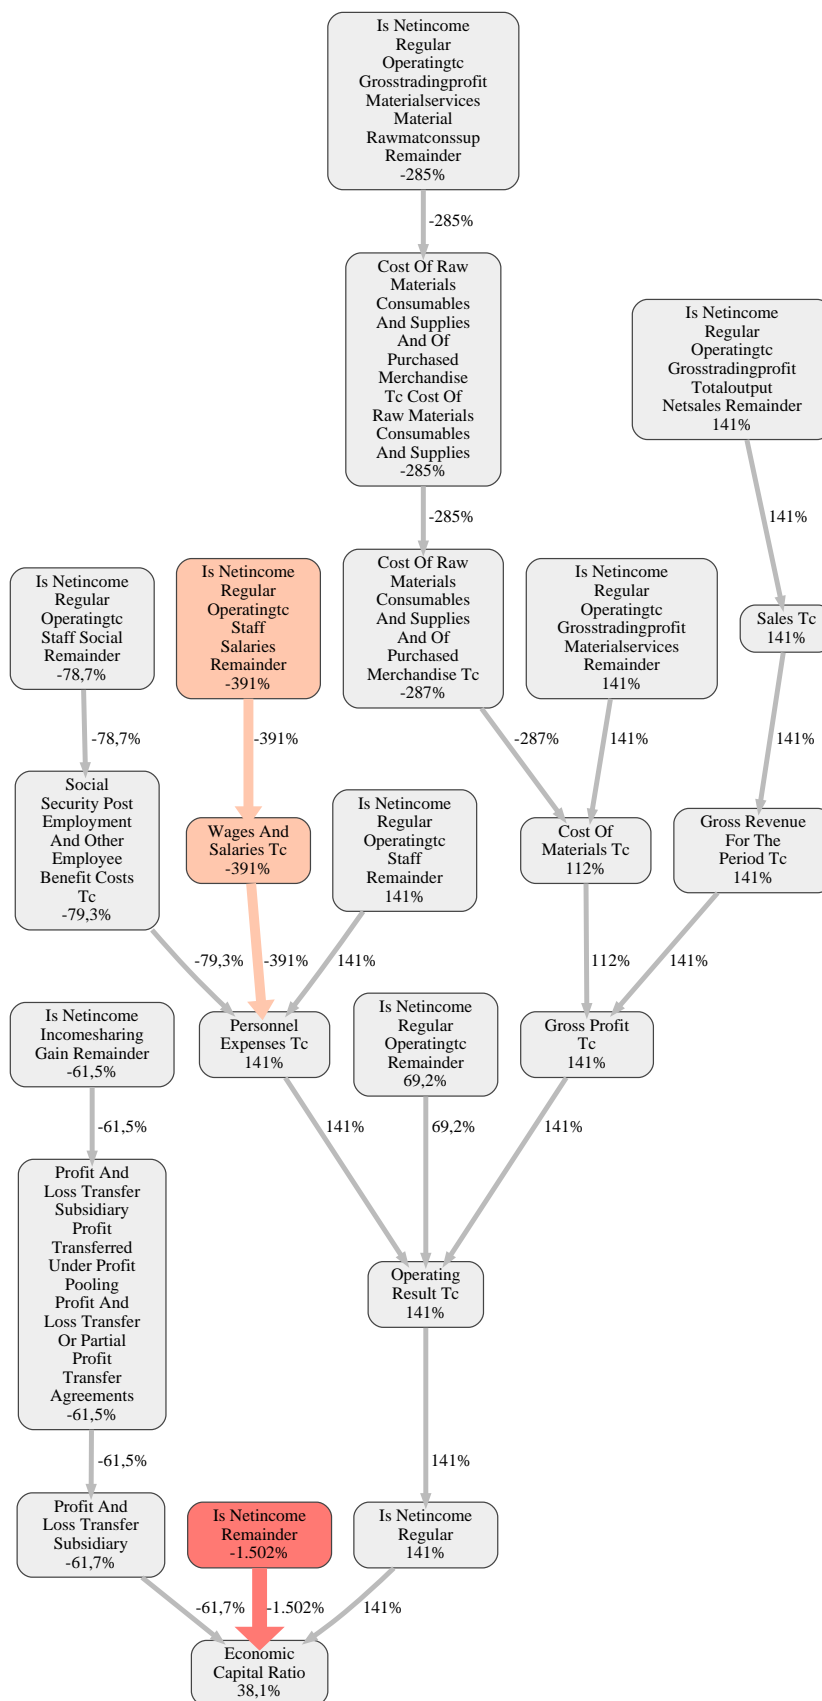 Is Netincome
Regular
Operatingtc
Grosstradingprofit
Materialservices
Material
Rawmatconssup
Remainder
-285%
-285%
Cost Of Raw
Materials
Consumables
And Supplies
And Of
Purchased
Merchandise
Tc Cost Of
Raw Materials
Consumables
And Supplies
-285%
Is Netincome
Regular
Operatingtc
Grosstradingprofit
Totaloutput
Netsales Remainder
141%
-285%
141%
Is Netincome
Regular
Operatingtc
Staff Social
Remainder
-78,7%
Is Netincome
Regular
Operatingtc
Staff
Salaries
Remainder
-391%
Cost Of Raw
Materials
Consumables
And Supplies
And Of
Purchased
Merchandise Tc
-287%
Is Netincome
Regular
Operatingtc
Grosstradingprofit
Materialservices
Remainder
141%
Sales Tc
141%
-78,7%
-391%
-287%
141%
141%
Social
Security Post
Employment
And Other
Employee
Benefit Costs
Tc
-79,3%
Wages And
Salaries Tc
-391%
Is Netincome
Regular
Operatingtc
Staff
Remainder
141%
Cost Of
Materials Tc
112%
Gross Revenue
For The
Period Tc
141%
-79,3%
-391%
141%
112%
141%
Is Netincome
Incomesharing
Gain Remainder
-61,5%
Personnel
Expenses Tc
141%
Is Netincome
Regular
Operatingtc
Remainder
69,2%
Gross Profit
Tc
141%
-61,5%
141%
69,2%
141%
Profit And
Loss Transfer
Subsidiary
Profit
Transferred
Under Profit
Pooling
Profit And
Loss Transfer
Or Partial
Profit
Transfer
Agreements
-61,5%
Operating
Result Tc
141%
-61,5%
141%
Profit And
Loss Transfer
Subsidiary
-61,7%
Is Netincome
Remainder
-1.502%
Is Netincome
Regular
141%
-61,7%
-1.502%
141%
Economic
Capital Ratio
38,1%